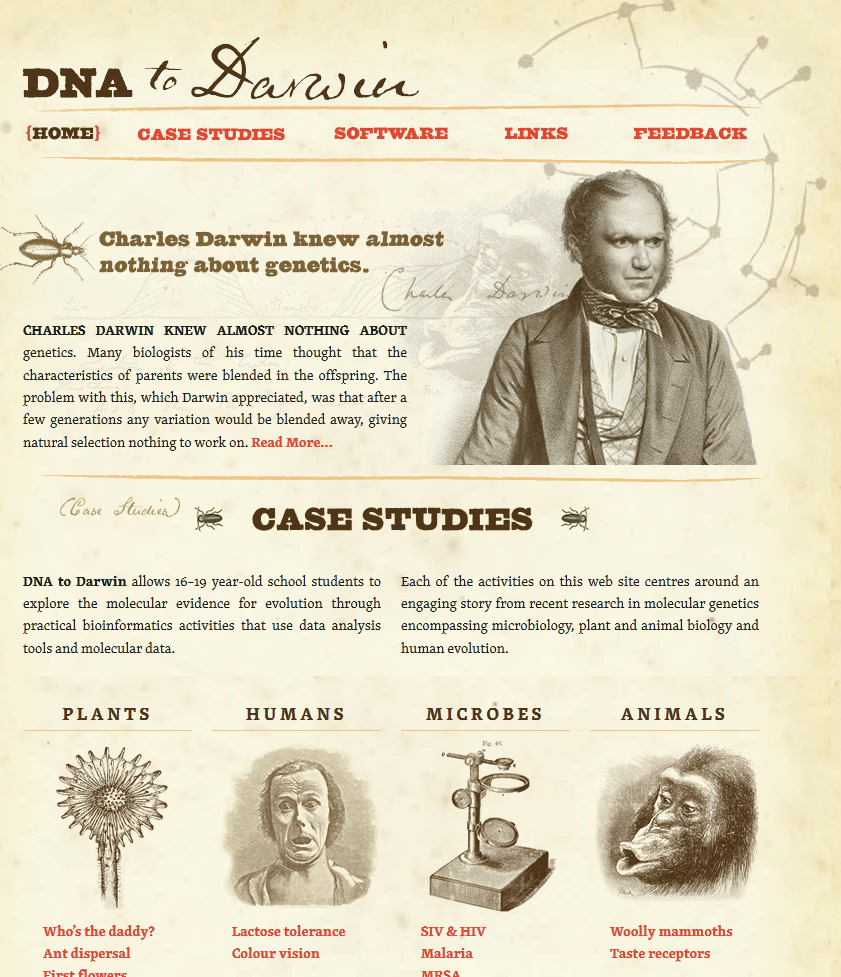 DNA to Darwin
{HOME} CASE STUDIES SOFTWARE LINKS FEEDBACK
Charles Darwin knew almost
nothing about genetics.
Charles Darwin
CHARLES DARWIN KNEW ALMOST NOTHING ABOUT
genetics. Many biologists of his time thought that the
characteristics of parents were blended in the offspring. The
problem with this, which Darwin appreciated, was that after a
few generations any variation would be blended away, giving
natural selection nothing to work on. Read More...
(Case Studies)
CASE STUDIES
DNA to Darwin allows 16–19 year-old school students to
explore the molecular evidence for evolution through
practical bioinformatics activities that use data analysis
tools and molecular data.
Each of the activities on this web site centres around an
engaging story from recent research in molecular genetics
encompassing microbiology, plant and animal biology and
human evolution.
PLANTS
Who's the daddy?
Ant dispersal
First flowers
HUMANS
Lactose tolerance
Colour vision
MICROBES
Fig. 46.
SIV & HIV
Malaria
MRSA
ANIMALS
Woolly mammoths
Taste receptors